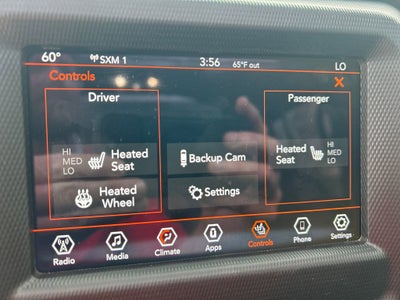 60° SXM 1 3:56 65°F out LO
Controls
Driver
HI
MED
LO
Heated
Seat
Heated
Wheel
Backup Cam
Settings
Passenger
Heated
Seat
HI
MED
LO
Radio Media Climate Apps Controls Phone Settings